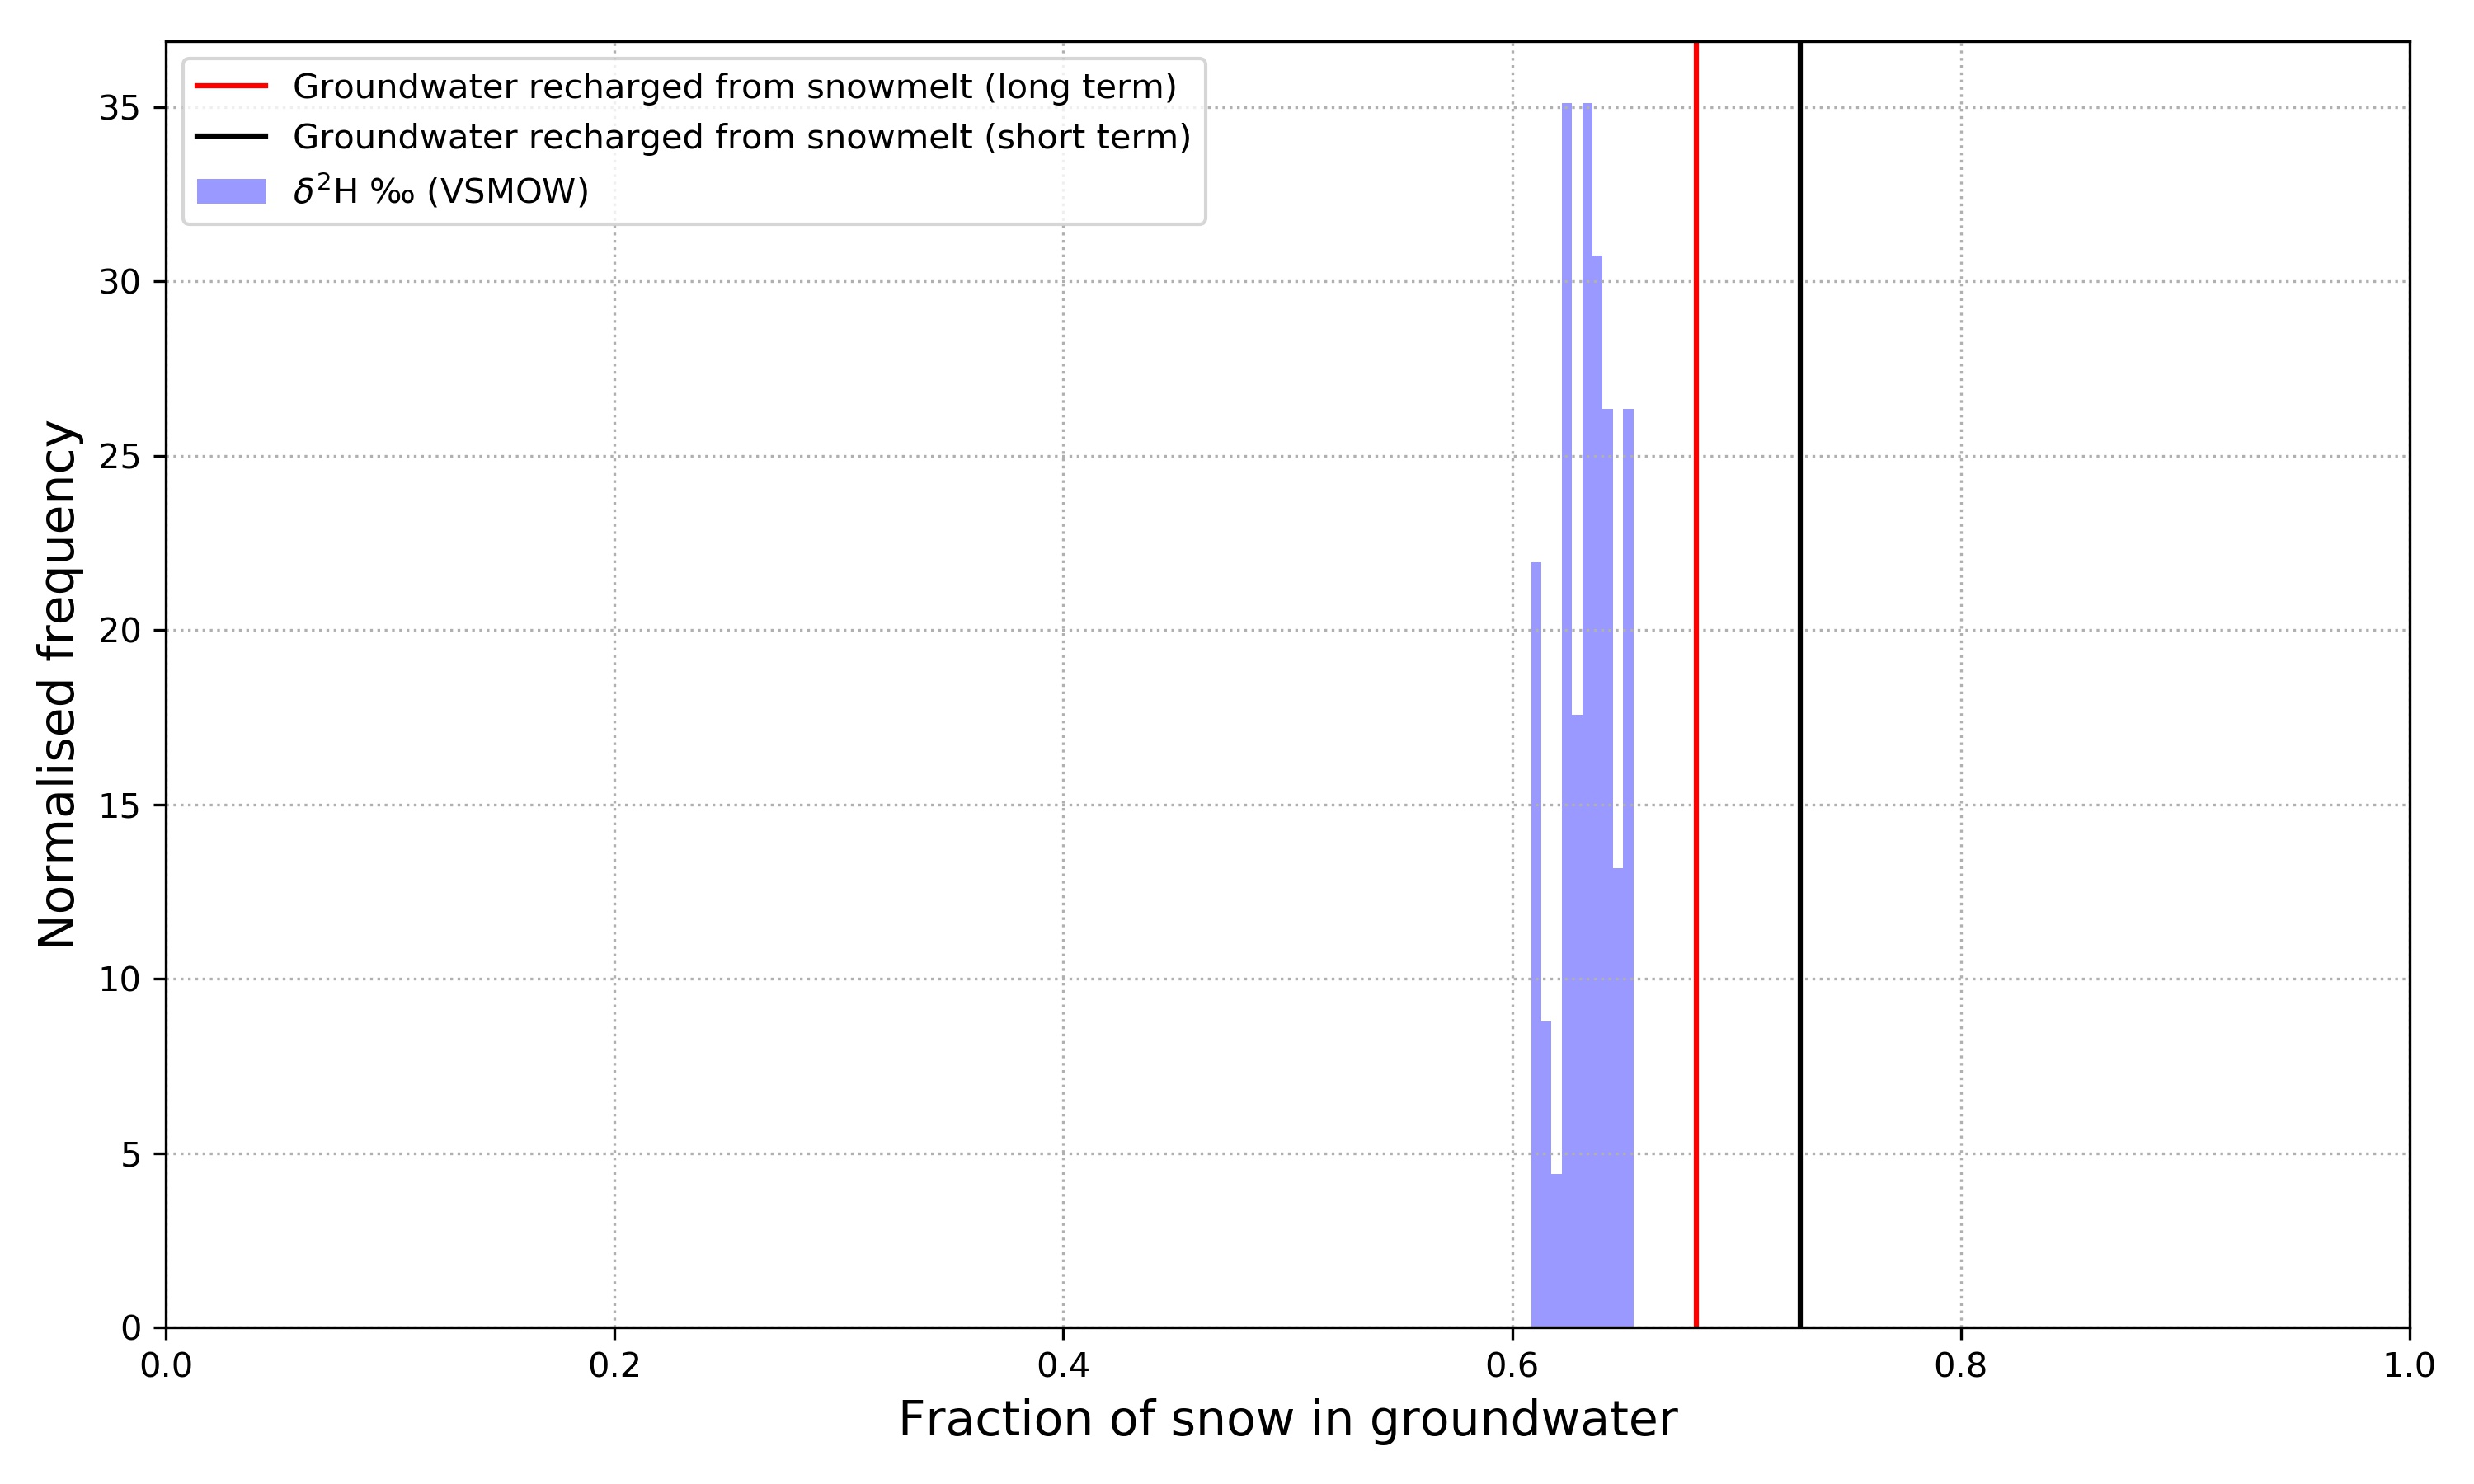 Groundwater recharged from snowmelt (long term)
Groundwater recharged from snowmelt (short term)
δ²H ‰ (VSMOW)
Normalised frequency
35
30
25
20
15
10
5
0
0.0 0.2 0.4 0.6 0.8 1.0
Fraction of snow in groundwater